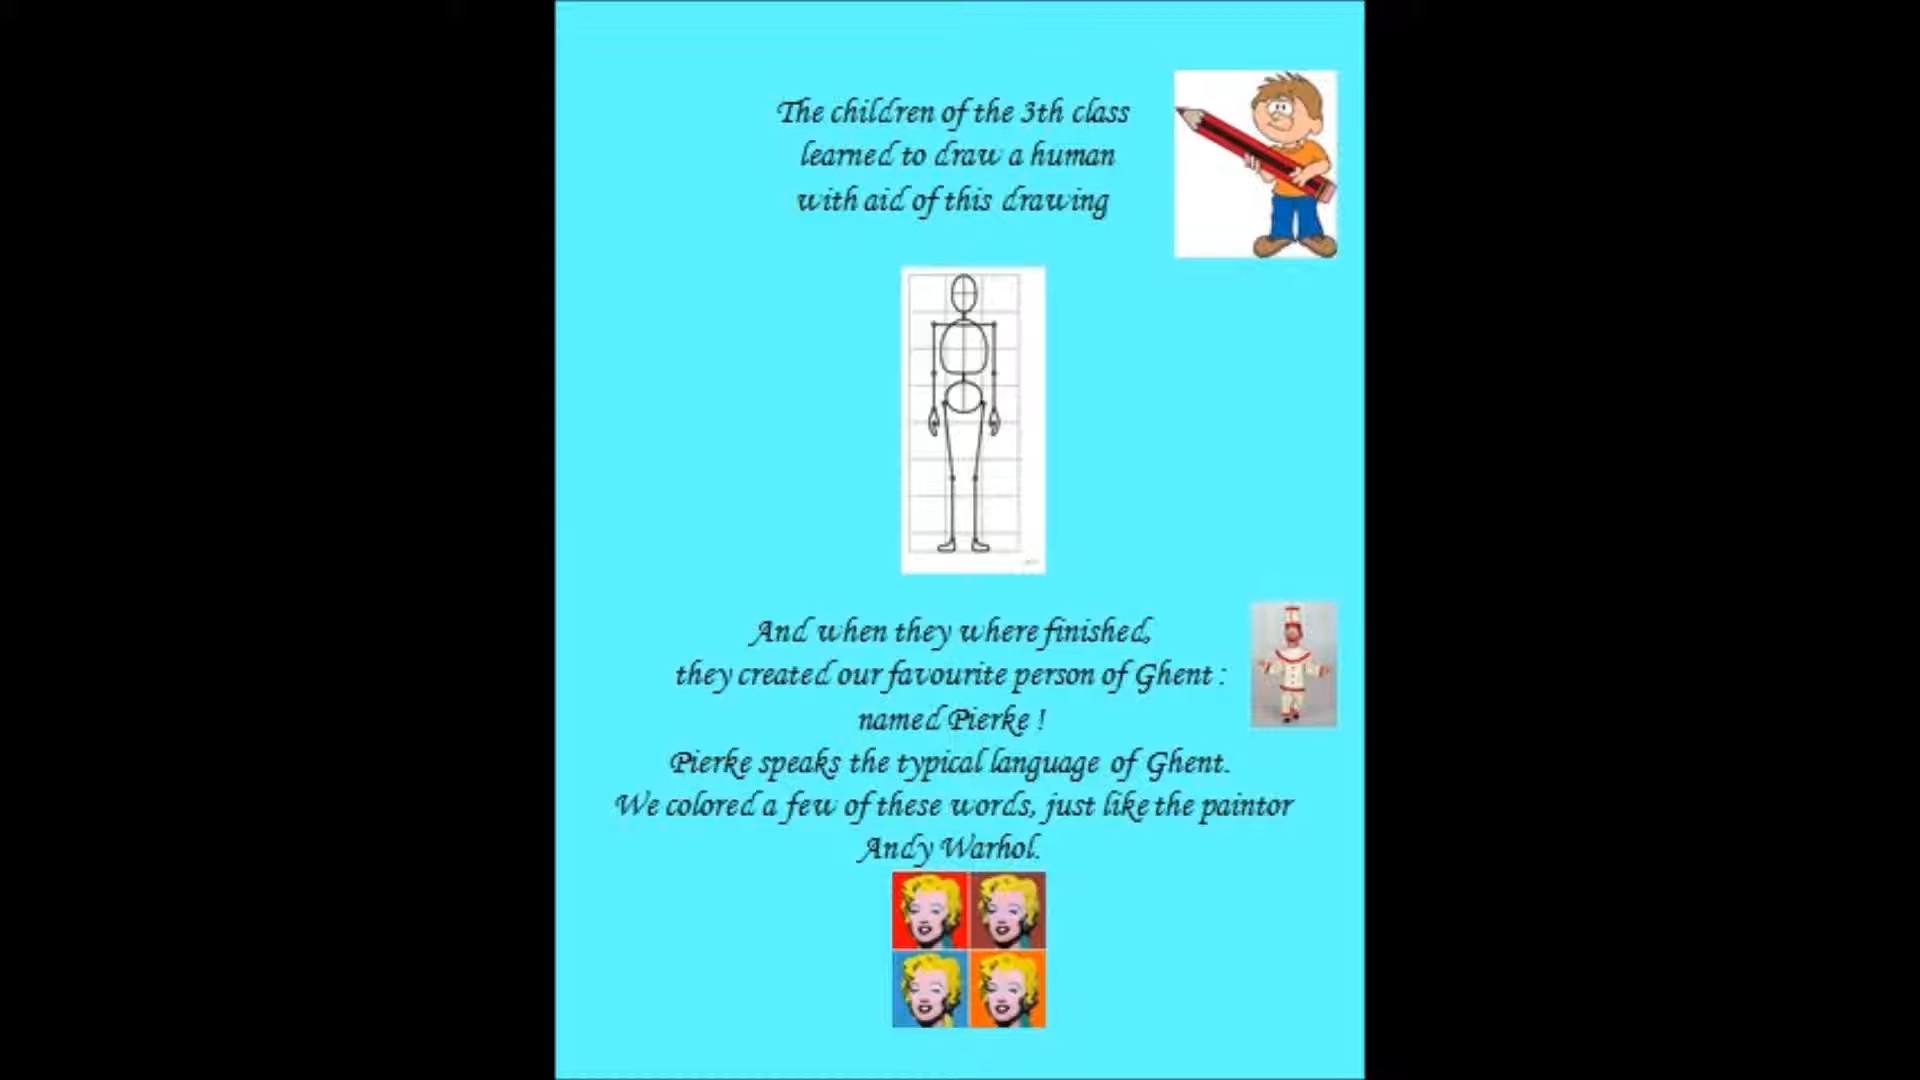 The children of the 3th class
learned to draw a human
with aid of this drawing
And when they where finished,
they created our favourite person of Ghent :
named Pierke !
Pierke speaks the typical language of Ghent.
We colored a few of these words, just like the paintor
Andy Warhol.